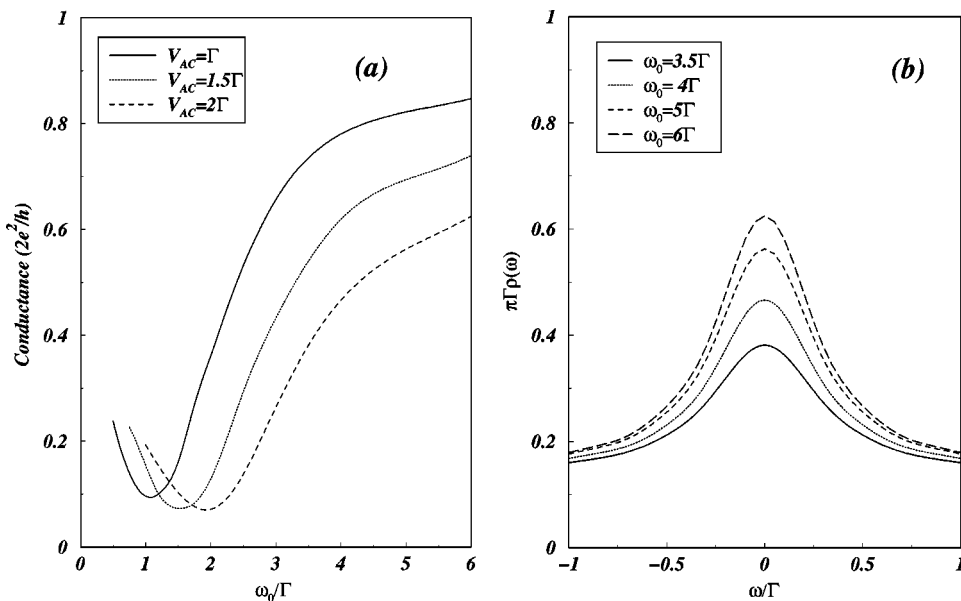 (a)
V_AC=Γ
V_AC=1.5Γ
V_AC=2Γ
Conductance (2e²/h)
1
0.8
0.6
0.4
0.2
0
0 1 2 3 4 5 6
ω₀/Γ
(b)
ω₀=3.5Γ
ω₀= 4Γ
ω₀=5Γ
ω₀=6Γ
πΓρ(ω)
1
0.8
0.6
0.4
0.2
0
−1 −0.5 0 0.5 1
ω/Γ